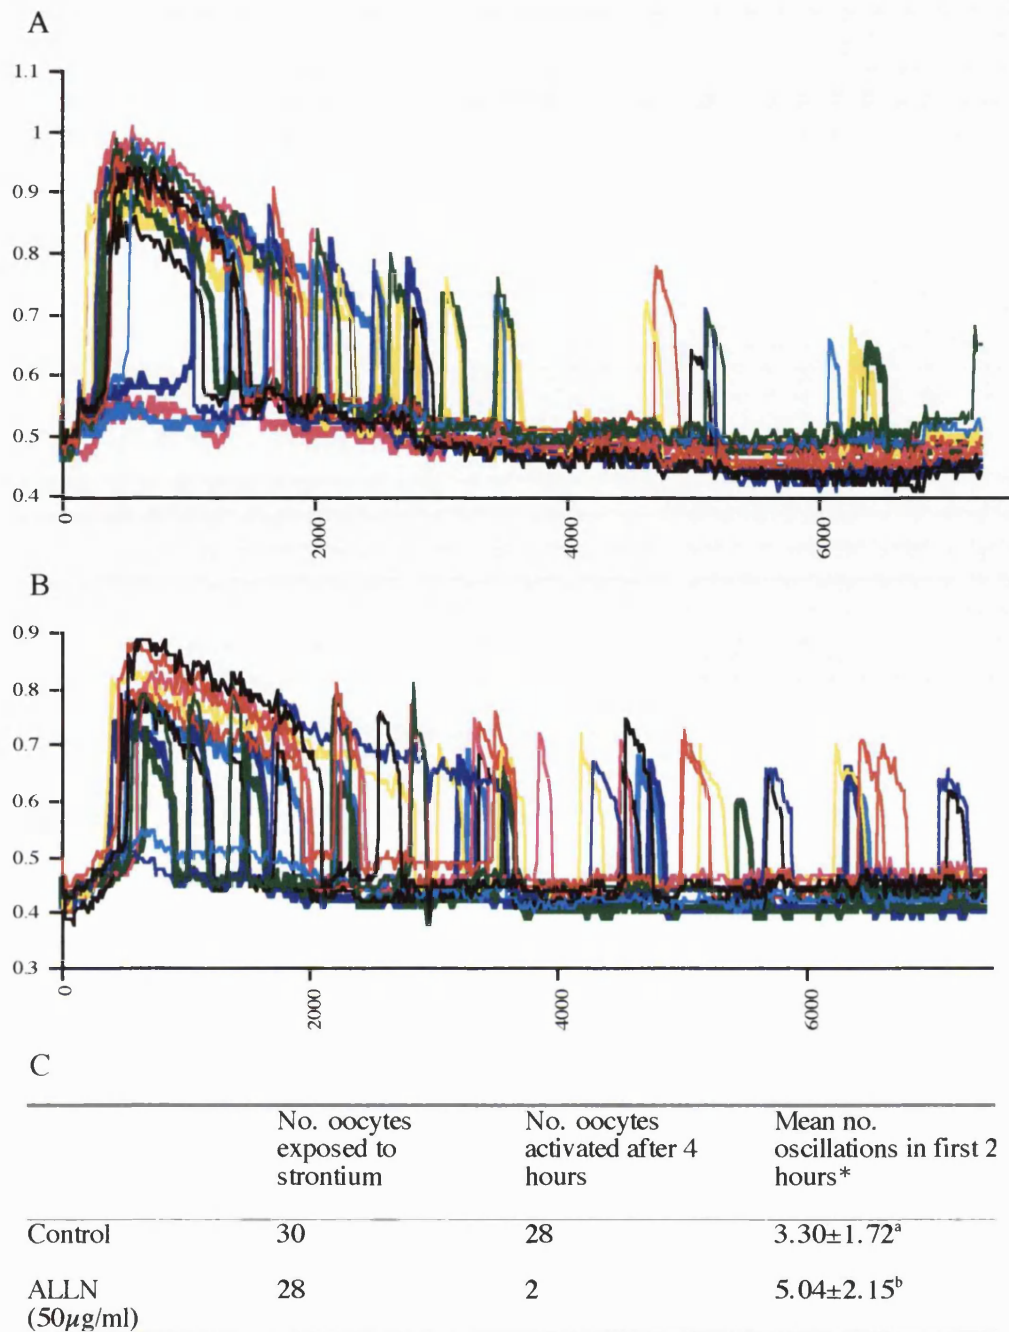 A
1.1
1
0.9
0.8
0.7
0.6
0.5
0.4
0
2000
4000
6000
B
0.9
0.8
0.7
0.6
0.5
0.4
0.3
0
2000
4000
6000
C
No. oocytes exposed to strontium
No. oocytes activated after 4 hours
Mean no. oscillations in first 2 hours*
Control 30 28 3.30±1.72ᵃ
ALLN (50µg/ml) 28 2 5.04±2.15ᵇ